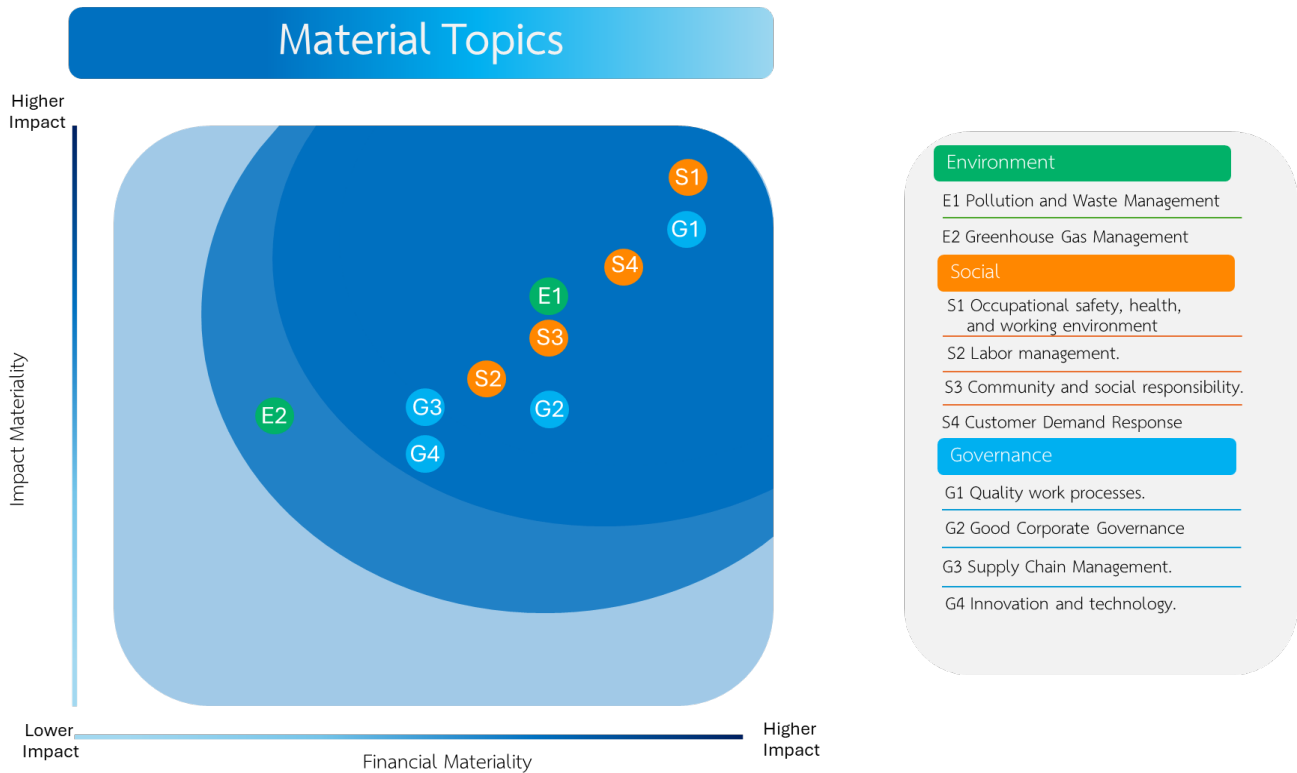 Material Topics
Higher
Impact
S1
G1
S4
E1
S3
S2
G3
G2
E2
G4
Impact Materiality
Lower
Impact
Higher
Impact
Financial Materiality
Environment
E1 Pollution and Waste Management
E2 Greenhouse Gas Management
Social
S1 Occupational safety, health,
and working environment
S2 Labor management.
S3 Community and social responsibility.
S4 Customer Demand Response
Governance
G1 Quality work processes.
G2 Good Corporate Governance
G3 Supply Chain Management.
G4 Innovation and technology.